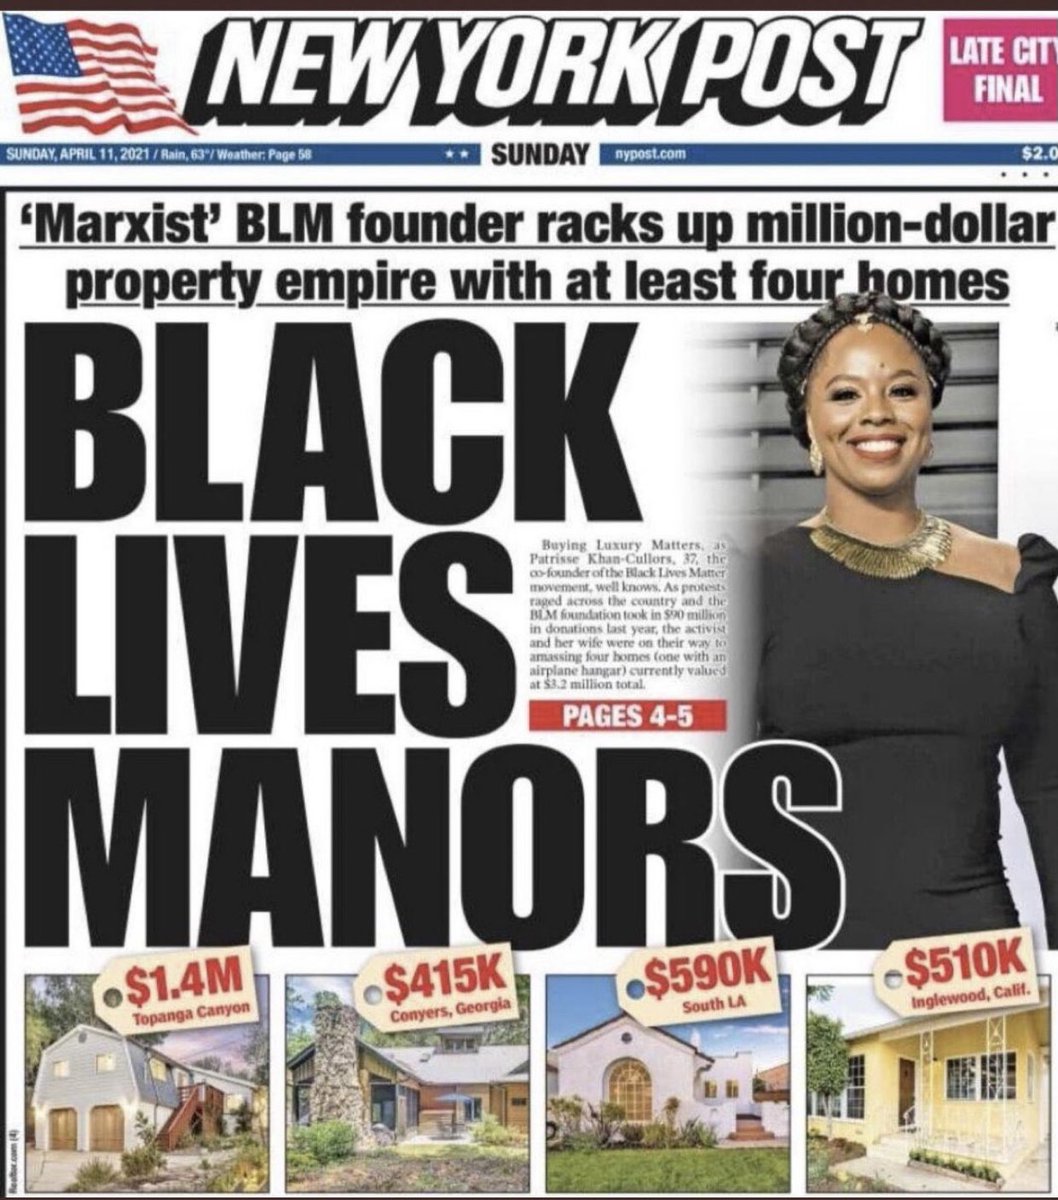 NEW YORK POST
LATE CITY
FINAL
SUNDAY, APRIL 11, 2021 / Rain, 63°/ Weather: Page 58
★ ★
SUNDAY
nypost.com
$2.0
‘Marxist’ BLM founder racks up million-dollar
property empire with at least four homes
BLACK
LIVES
MANORS
Buying Luxury Matters, as
Patrisse Khan-Cullors, 37, the
co-founder of the Black Lives Matter
movement, well knows. As protests
raged across the country and the
BLM foundation took in $90 million
in donations last year, the activist
and her wife were on their way to
amassing four homes (one with an
airplane hangar) currently valued
at $3.2 million total.
PAGES 4-5
$1.4M
Topanga Canyon
$415K
Conyers, Georgia
$590K
South LA
$510K
Inglewood, Calif.
Realtor.com (4)